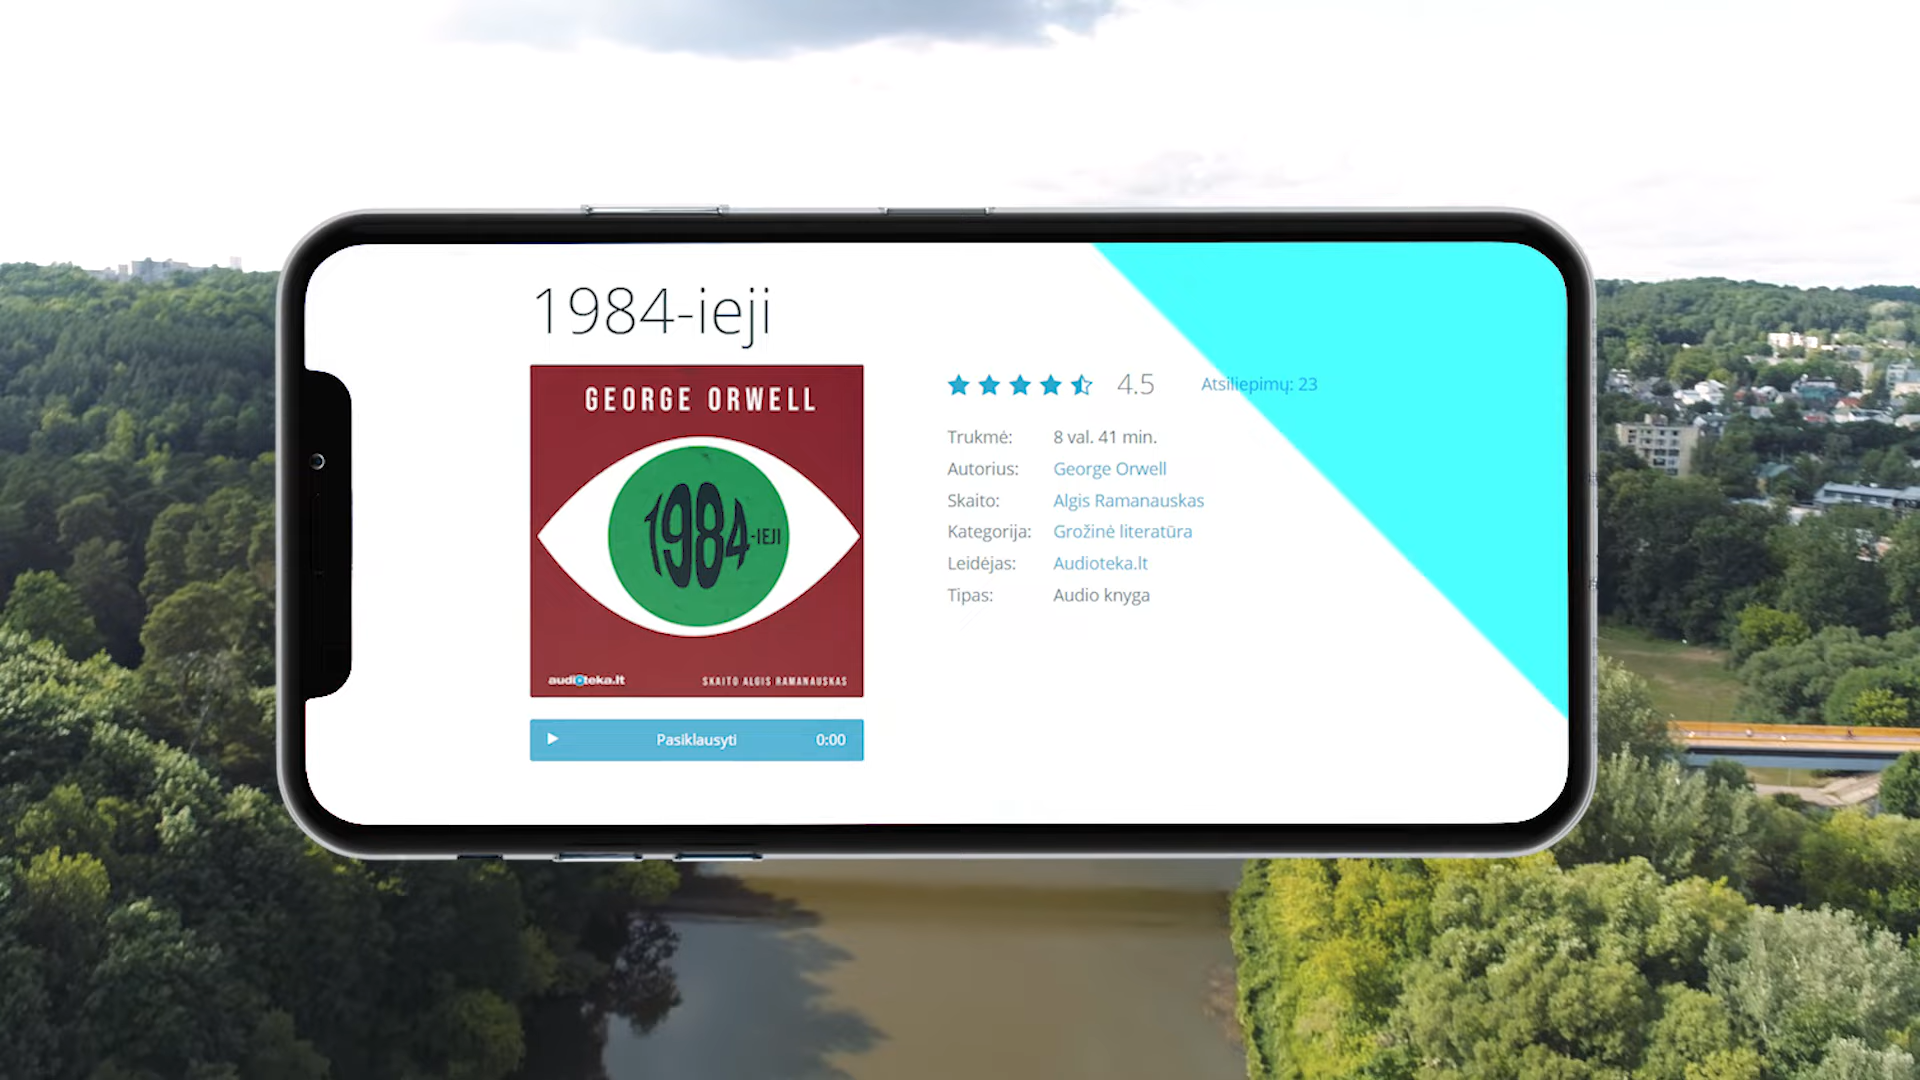 1984-ieji
GEORGE ORWELL
1984-IEJI
audioteka.lt
SKAITO ALGIS RAMANAUSKAS
Pasiklausyti 0:00
4.5 Atsiliepimų: 23
Trukmė: 8 val. 41 min.
Autorius: George Orwell
Skaito: Algis Ramanauskas
Kategorija: Grožinė literatūra
Leidėjas: Audioteka.lt
Tipas: Audio knyga